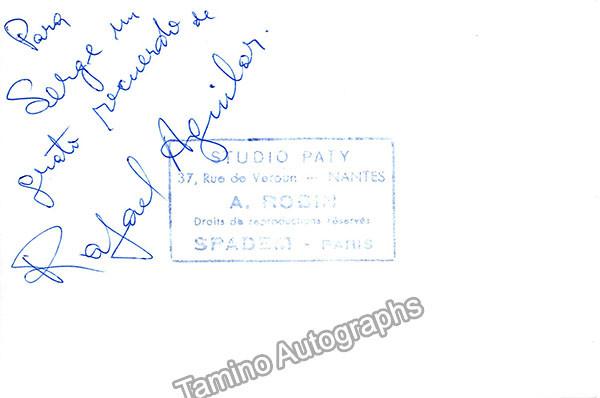 Para
Serge un
grato recuerdo de
Rafael Aguilar.
STUDIO PATY
37, Rue de Verdun - NANTES
A. ROBIN
Droits de reproductions réservés
SPADEM - PARIS
Tamino Autographs